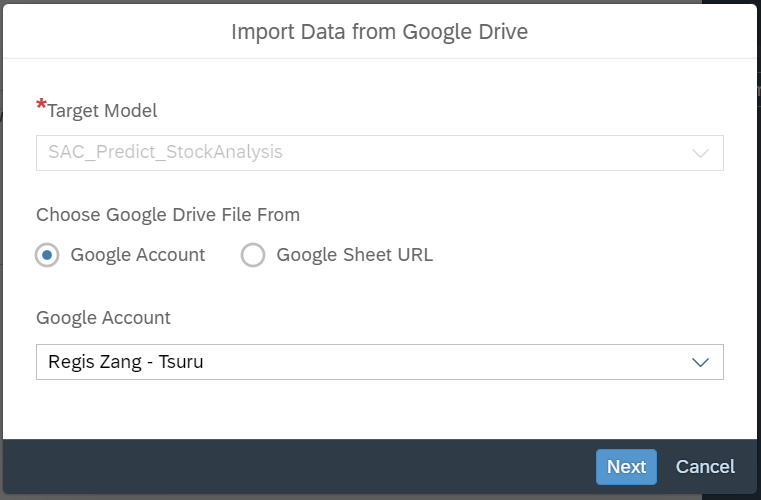 Import Data from Google Drive
*Target Model
SAC_Predict_StockAnalysis
Choose Google Drive File From
Google Account Google Sheet URL
Google Account
Regis Zang - Tsuru
Next Cancel